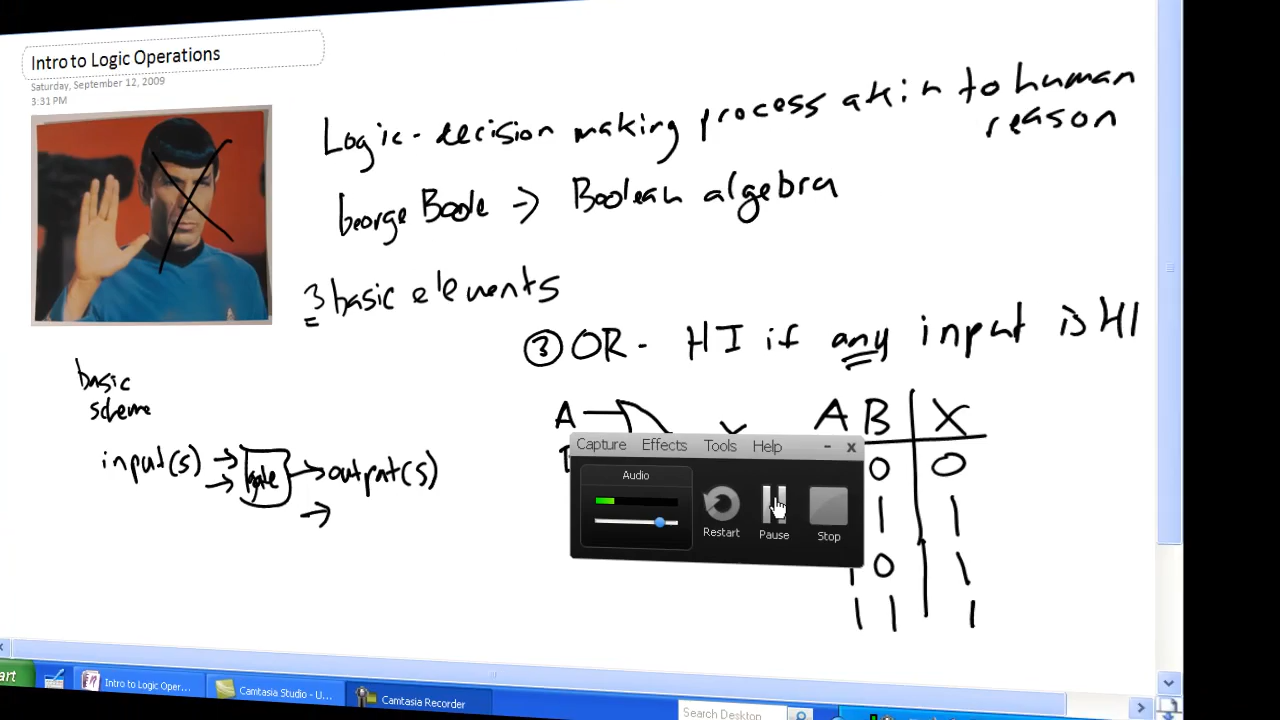 Intro to Logic Operations
Saturday, September 12, 2009
3:31 PM
Logic - decision making process akin to human
reason
George Boole -> Boolean algebra
3 basic elements
③ OR - HI if any input is HI
basic
scheme
input(s) → gate → outputput(s)
A
A B X
0 0
1 1
1 0 1
1 1 1
Capture Effects Tools Help
Audio
Restart Pause Stop
art
Intro to Logic Oper...
Camtasia Studio - U...
Camtasia Recorder
Search Desktop